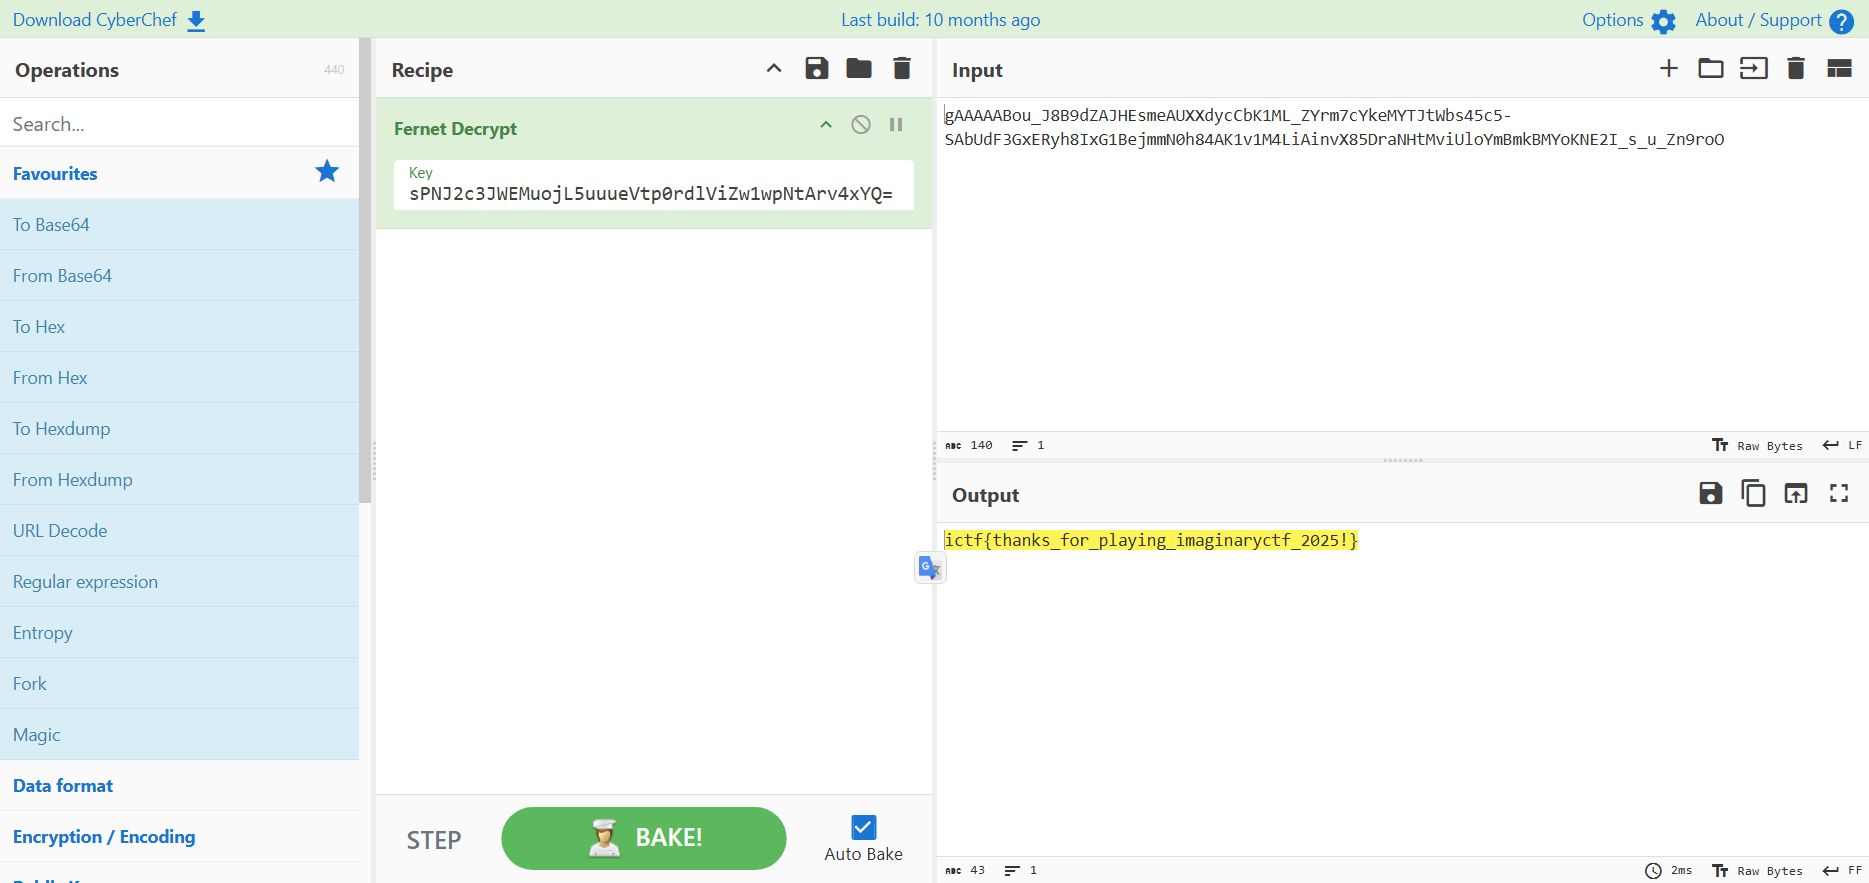 Download CyberChef
Last build: 10 months ago
Options
About / Support
Operations
440
Search...
Favourites
To Base64
From Base64
To Hex
From Hex
To Hexdump
From Hexdump
URL Decode
Regular expression
Entropy
Fork
Magic
Data format
Encryption / Encoding
Recipe
Fernet Decrypt
Key
sPNJ2c3JWEMuojL5uuueVtp0rdlViZw1wpNtArv4xYQ=
STEP
BAKE!
Auto Bake
Input
gAAAAABou_J8B9dZAJHEsmeAUXXdycCbK1ML_ZYrm7cYkeMYTJtWbs45c5-
SAbUdF3GxERyh8IxG1BejmmN0h84AK1v1M4LiAinvX85DraNHtMviUloYmBmkBMYoKNE2I_s_u_Zn9roO
ABC 140
1
Raw Bytes
LF
Output
ictf{thanks_for_playing_imaginaryctf_2025!}
ABC 43
1
2ms
Raw Bytes
FF